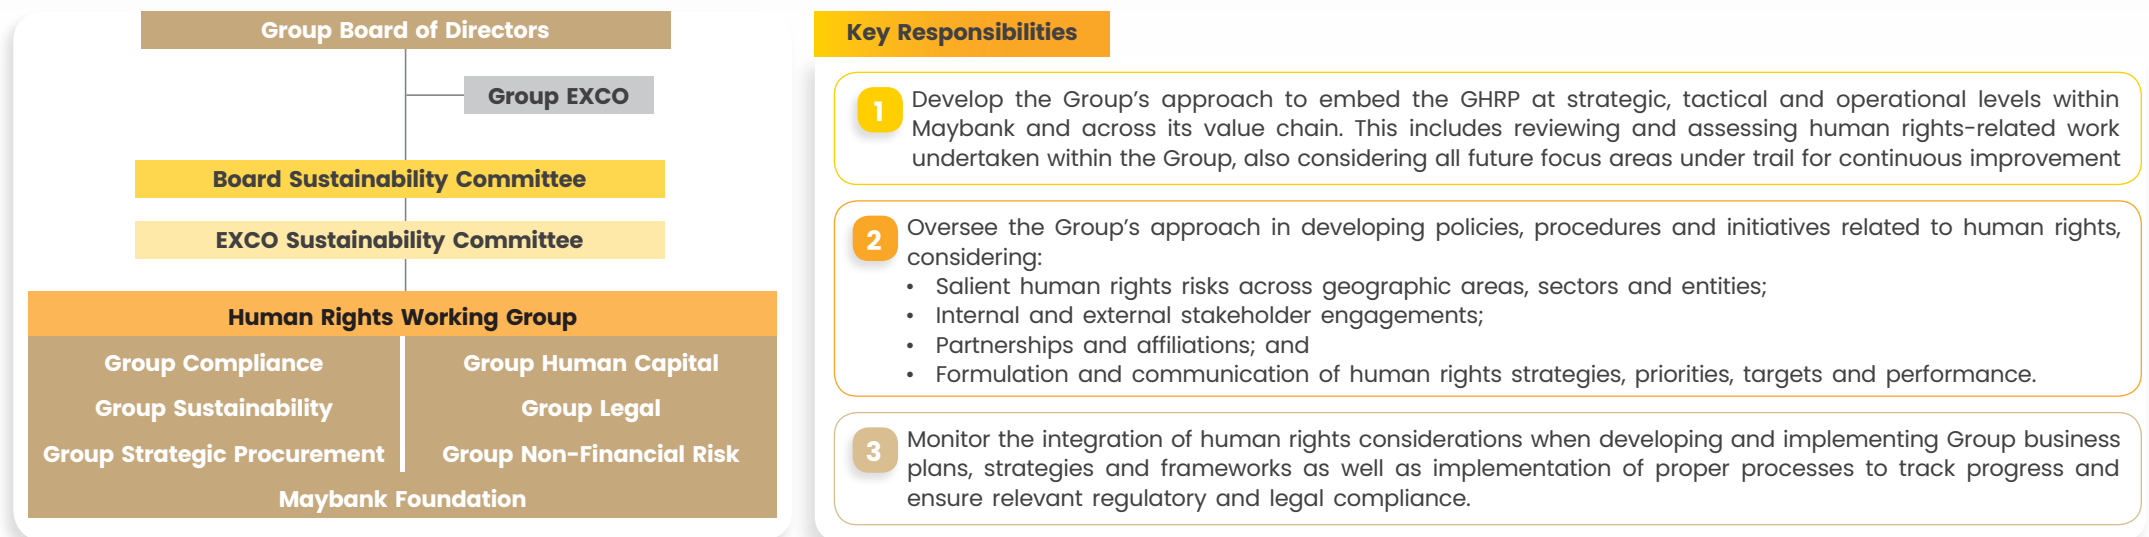 Group Board of Directors
Group EXCO
Board Sustainability Committee
EXCO Sustainability Committee
Human Rights Working Group
Group Compliance
Group Human Capital
Group Sustainability
Group Legal
Group Strategic Procurement
Group Non-Financial Risk
Maybank Foundation
Key Responsibilities
1
Develop the Group's approach to embed the GHRP at strategic, tactical and operational levels within
Maybank and across its value chain. This includes reviewing and assessing human rights-related work
undertaken within the Group, also considering all future focus areas under trail for continuous improvement
2
Oversee the Group's approach in developing policies, procedures and initiatives related to human rights,
considering:
• Salient human rights risks across geographic areas, sectors and entities;
• Internal and external stakeholder engagements;
• Partnerships and affiliations; and
• Formulation and communication of human rights strategies, priorities, targets and performance.
3
Monitor the integration of human rights considerations when developing and implementing Group business
plans, strategies and frameworks as well as implementation of proper processes to track progress and
ensure relevant regulatory and legal compliance.